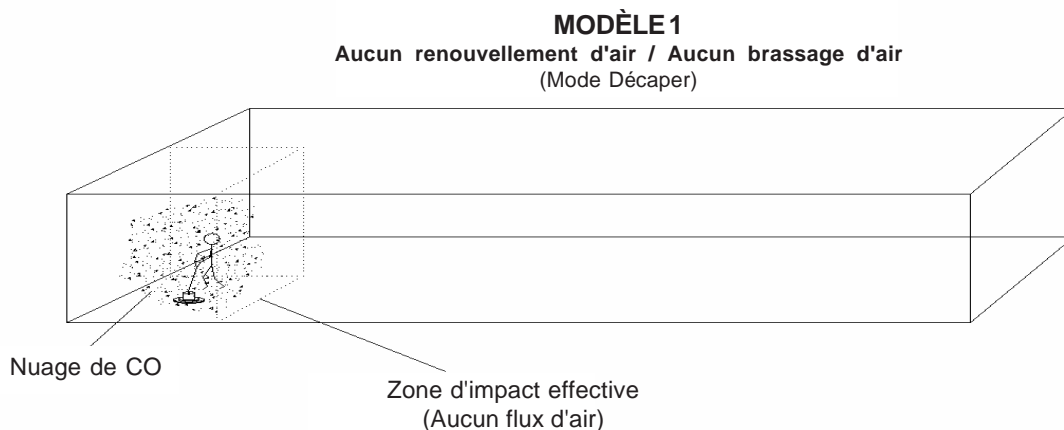 MODÈLE 1
Aucun renouvellement d'air / Aucun brassage d'air
(Mode Décaper)
Nuage de CO
Zone d'impact effective
(Aucun flux d'air)